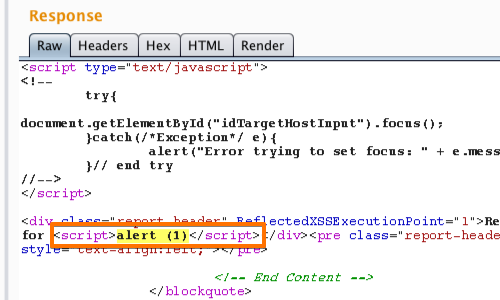 Response
Raw Headers Hex HTML Render
<script type="text/javascript">
<!--
try{
document.getElementById("idTargetHostInput").focus();
}catch(/*Exception*/ e){
alert("Error trying to set focus: " + e.mess
}// end try
//-->
</script>
<div class="report-header" ReflectedXSSExecutionPoint="1">Re
for <script>alert (1)</script></div><pre class="report-heade
style="text-align:left;"></pre>
<!-- End Content -->
</blockquote>